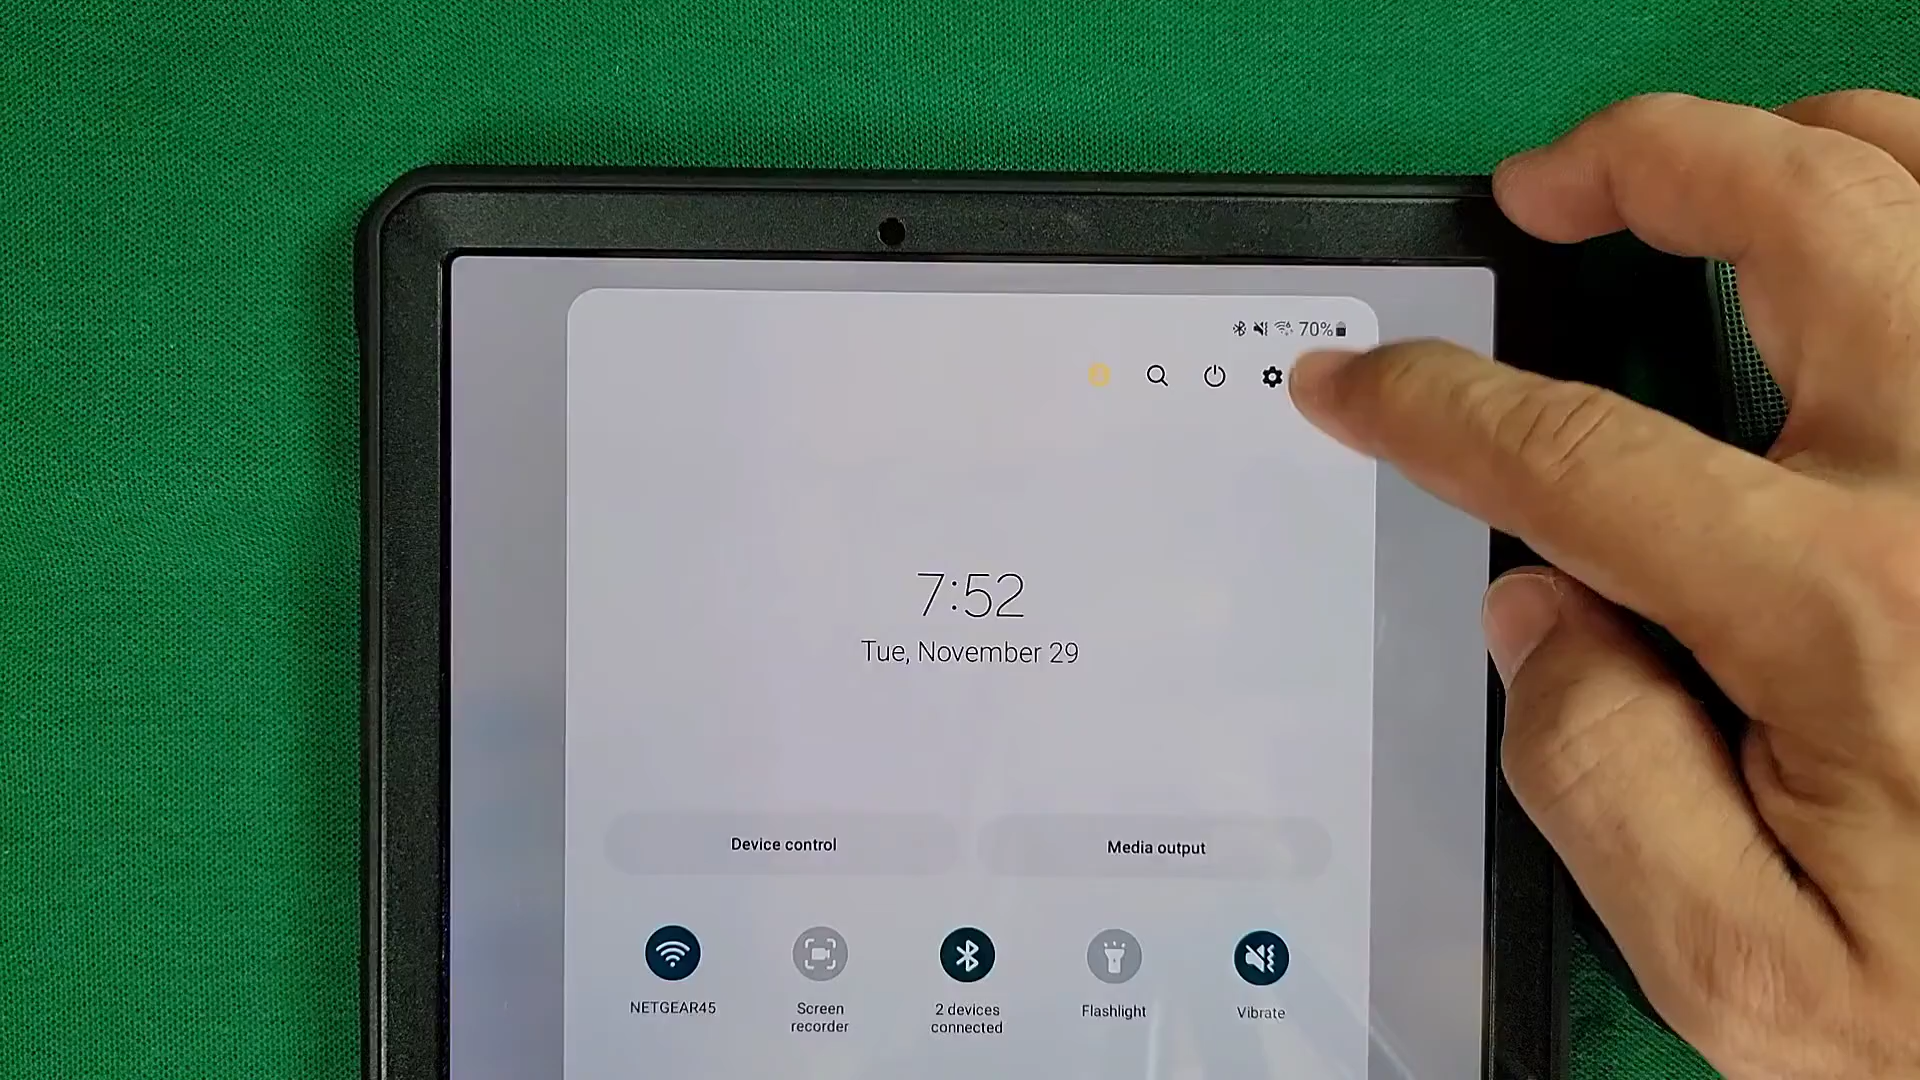 70%
7:52
Tue, November 29
Device control
Media output
NETGEAR45
Screen
recorder
2 devices
connected
Flashlight
Vibrate